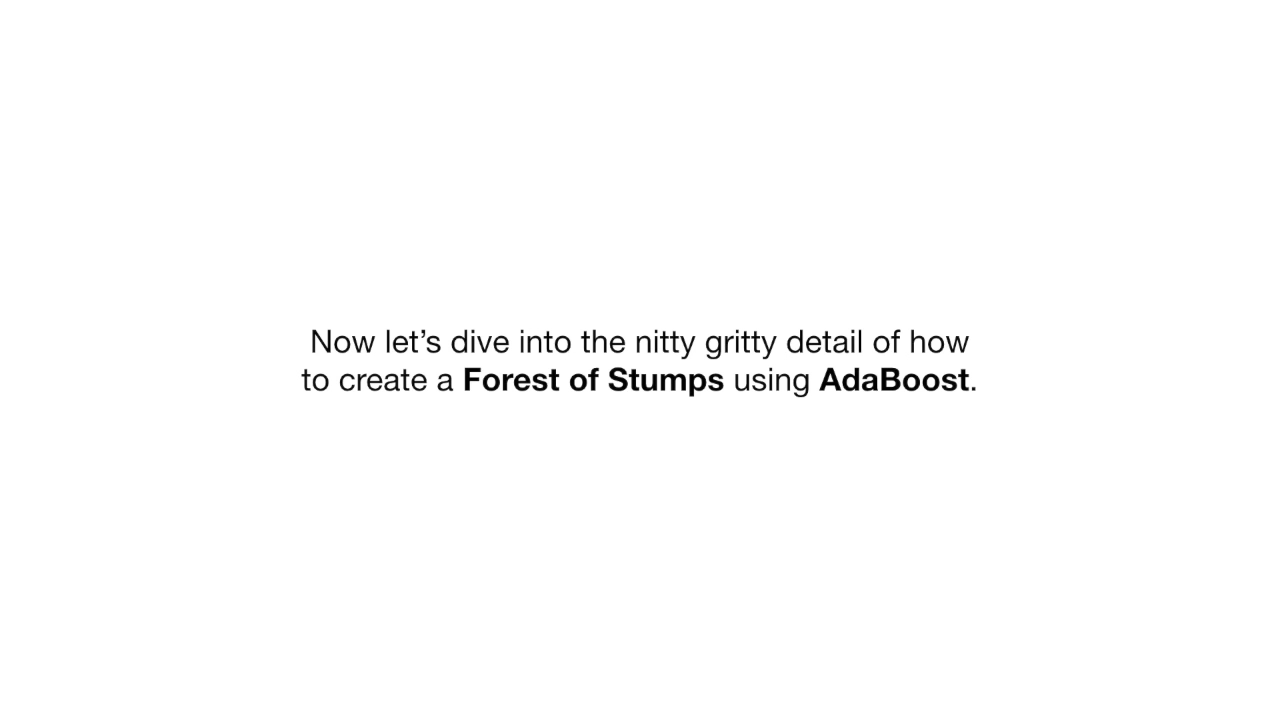 Now let’s dive into the nitty gritty detail of how
to create a Forest of Stumps using AdaBoost.